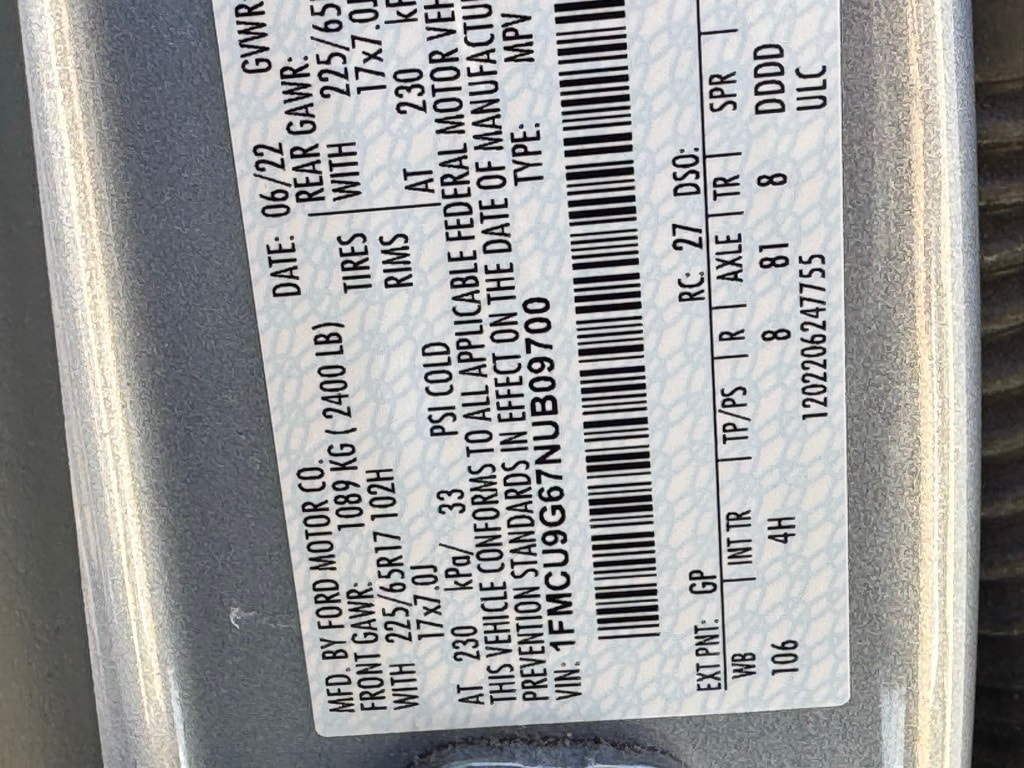 MFD. BY FORD MOTOR CO. DATE: 06/22 GVWR
FRONT GAWR: 1089 KG ( 2400 LB) REAR GAWR:
WITH 225/65R17 102H TIRES WITH 225/65
17x7.0J RIMS 17x7.0J
AT 230 kPa/ 33 PSI COLD AT 230
THIS VEHICLE CONFORMS TO ALL APPLICABLE FEDERAL MOTOR VEH
PREVENTION STANDARDS IN EFFECT ON THE DATE OF MANUFACTU
VIN: 1FMCU9G67NUB09700 TYPE: MPV
EXT PNT: GP RC: 27 DSO:
WB INT TR TP/PS R AXLE TR SPR
106 4H 8 81 8 DDDD
1202206247755 ULC